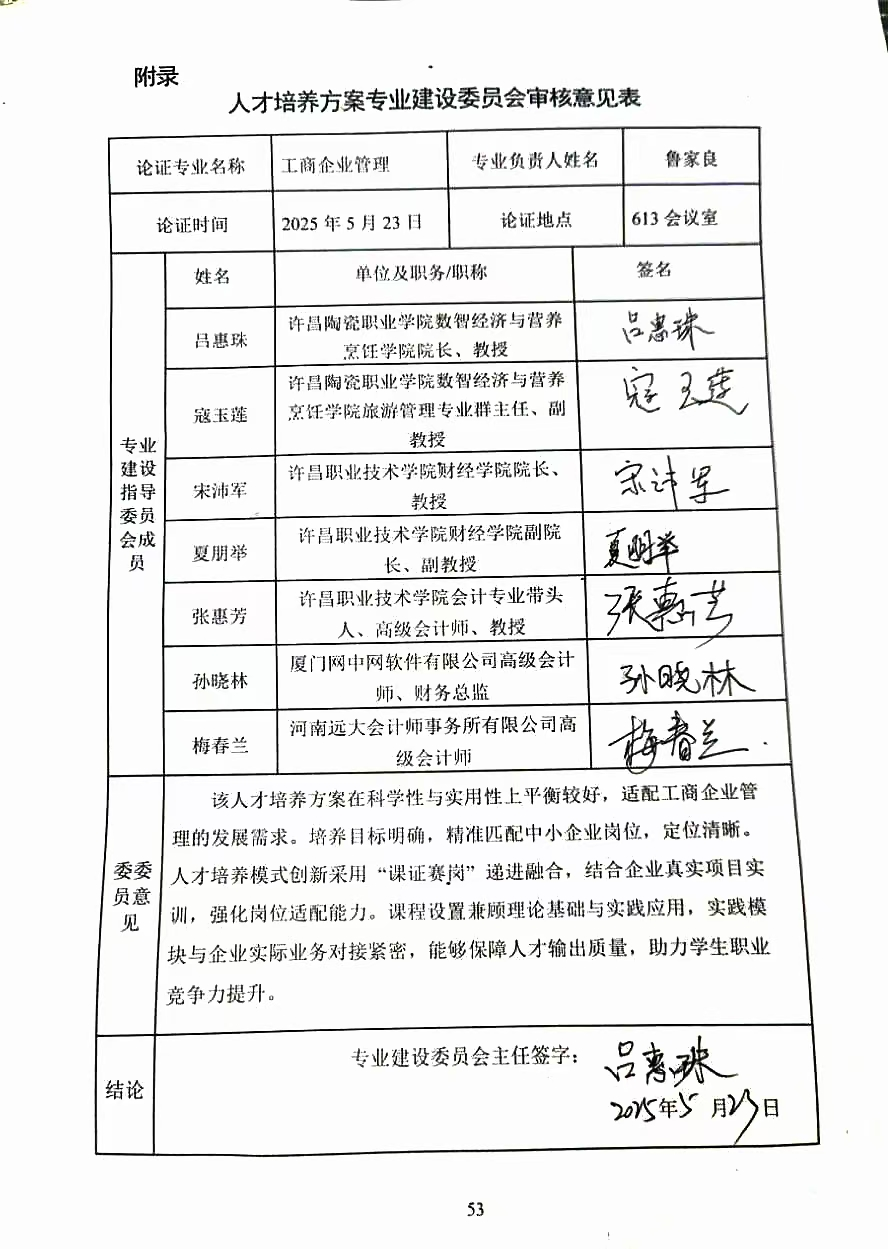 附录
人才培养方案专业建设委员会审核意见表
论证专业名称 工商企业管理 专业负责人姓名 鲁家良
论证时间 2025 年 5 月 23 日 论证地点 613 会议室
专业
建设
指导
委员
会成
员
姓名 单位及职务/职称 签名
吕惠珠 许昌陶瓷职业学院数智经济与营养
烹饪学院院长、教授 吕惠珠
寇玉莲 许昌陶瓷职业学院数智经济与营养
烹饪学院旅游管理专业群主任、副
教授 寇玉莲
宋沛军 许昌职业技术学院财经学院院长、
教授 宋沛军
夏朋举 许昌职业技术学院财经学院副院
长、副教授 夏朋举
张惠芳 许昌职业技术学院会计专业带头
人、高级会计师、教授 张惠芳
孙晓林 厦门网中网软件有限公司高级会计
师、财务总监 孙晓林
梅春兰 河南远大会计师事务所有限公司高
级会计师 梅春兰
委委
员意
见
该人才培养方案在科学性与实用性上平衡较好，适配工商企业管
理的发展需求。培养目标明确，精准匹配中小企业岗位，定位清晰。
人才培养模式创新采用“课证赛岗”递进融合，结合企业真实项目实
训，强化岗位适配能力。课程设置兼顾理论基础与实践应用，实践模
块与企业实际业务对接紧密，能够保障人才输出质量，助力学生职业
竞争力提升。
结论
专业建设委员会主任签字： 吕惠珠
2025年5 月23日
53